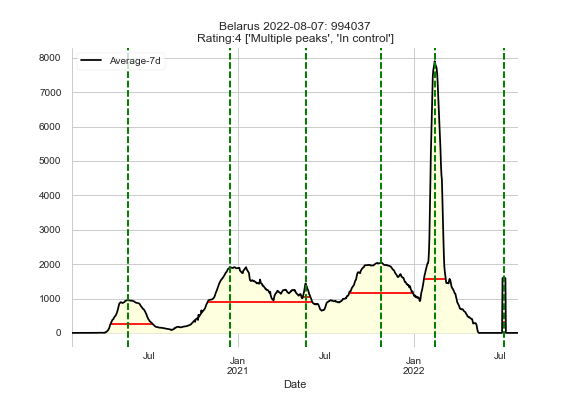 Belarus 2022-08-07: 994037
Rating:4 ['Multiple peaks', 'In control']
Average-7d
8000
7000
6000
5000
4000
3000
2000
1000
0
Jul
Jan
2021
Jul
Jan
2022
Jul
Date